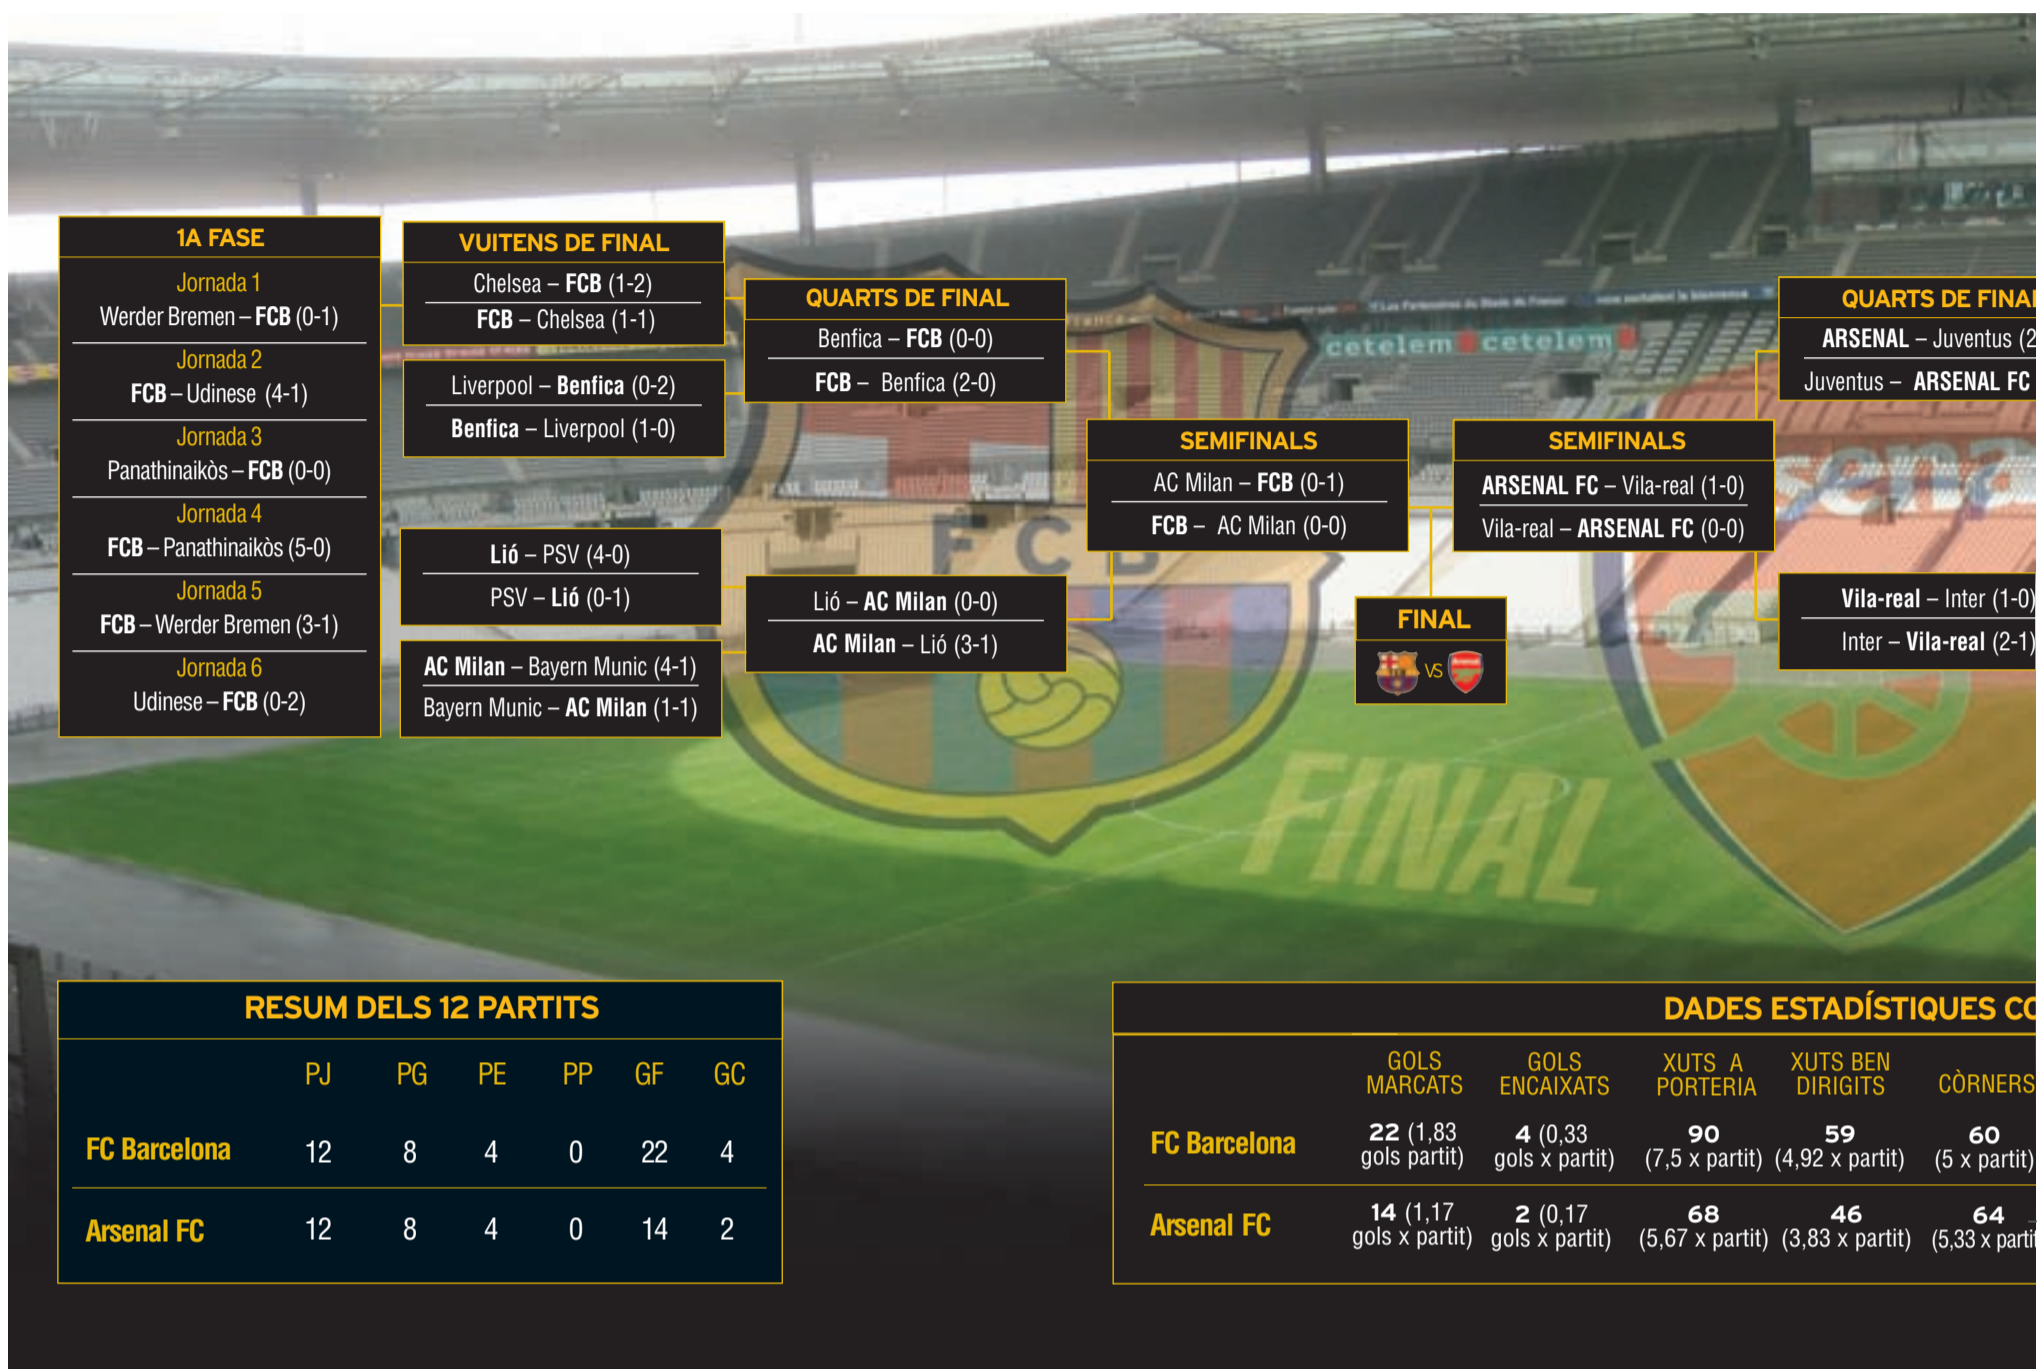 1A FASE
Jornada 1
Werder Bremen – FCB (0-1)
Jornada 2
FCB – Udinese (4-1)
Jornada 3
Panathinaikòs – FCB (0-0)
Jornada 4
FCB – Panathinaikòs (5-0)
Jornada 5
FCB – Werder Bremen (3-1)
Jornada 6
Udinese – FCB (0-2)
VUITENS DE FINAL
Chelsea – FCB (1-2)
FCB – Chelsea (1-1)
Liverpool – Benfica (0-2)
Benfica – Liverpool (1-0)
Lió – PSV (4-0)
PSV – Lió (0-1)
AC Milan – Bayern Munic (4-1)
Bayern Munic – AC Milan (1-1)
QUARTS DE FINAL
Benfica – FCB (0-0)
FCB – Benfica (2-0)
Lió – AC Milan (0-0)
AC Milan – Lió (3-1)
SEMIFINALS
AC Milan – FCB (0-1)
FCB – AC Milan (0-0)
SEMIFINALS
ARSENAL FC – Vila-real (1-0)
Vila-real – ARSENAL FC (0-0)
FINAL
VS
QUARTS DE FINAL
ARSENAL – Juventus (2
Juventus – ARSENAL FC
Vila-real – Inter (1-0)
Inter – Vila-real (2-1)
cetelem cetelem
FCB
FINAL
RESUM DELS 12 PARTITS
PJ PG PE PP GF GC
FC Barcelona 12 8 4 0 22 4
Arsenal FC 12 8 4 0 14 2
DADES ESTADÍSTIQUES CO
GOLS MARCATS GOLS ENCAIXATS XUTS A PORTERIA XUTS BEN DIRIGITS CÒRNERS
FC Barcelona 22 (1,83 gols partit) 4 (0,33 gols x partit) 90 (7,5 x partit) 59 (4,92 x partit) 60 (5 x partit)
Arsenal FC 14 (1,17 gols x partit) 2 (0,17 gols x partit) 68 (5,67 x partit) 46 (3,83 x partit) 64 (5,33 x partit